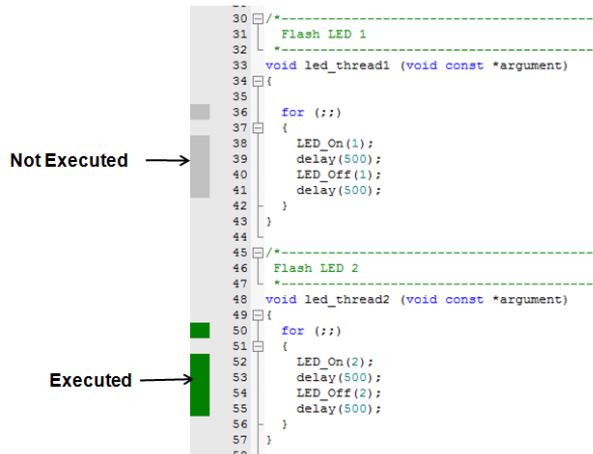 30 /*----------------------------------------
31 Flash LED 1
32 *----------------------------------------
33 void led_thread1 (void const *argument)
34 {
35
36 for (;;)
37 {
Not Executed
38 LED_On(1);
39 delay(500);
40 LED_Off(1);
41 delay(500);
42 }
43 }
44
45 /*----------------------------------------
46 Flash LED 2
47 *----------------------------------------
48 void led_thread2 (void const *argument)
49 {
50 for (;;)
51 {
Executed
52 LED_On(2);
53 delay(500);
54 LED_Off(2);
55 delay(500);
56 }
57 }